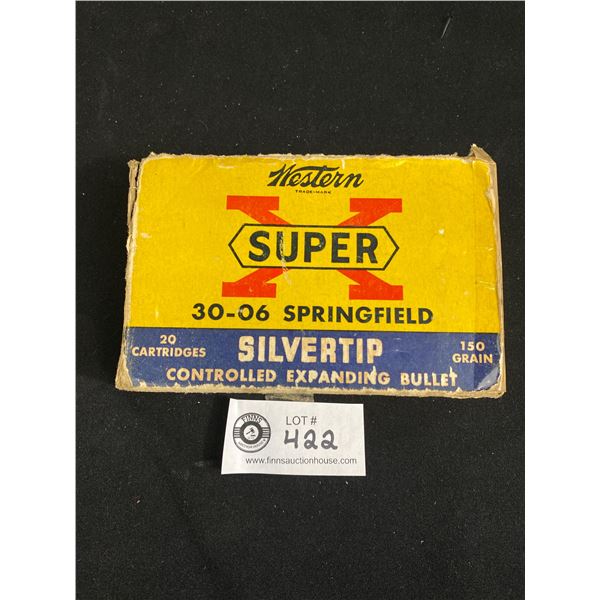 Western
TRADE-MARK
X
SUPER
30-06 SPRINGFIELD
20 CARTRIDGES
SILVERTIP
150 GRAIN
CONTROLLED EXPANDING BULLET
FINNS
LOT#
422
www.finnsauctionhouse.com